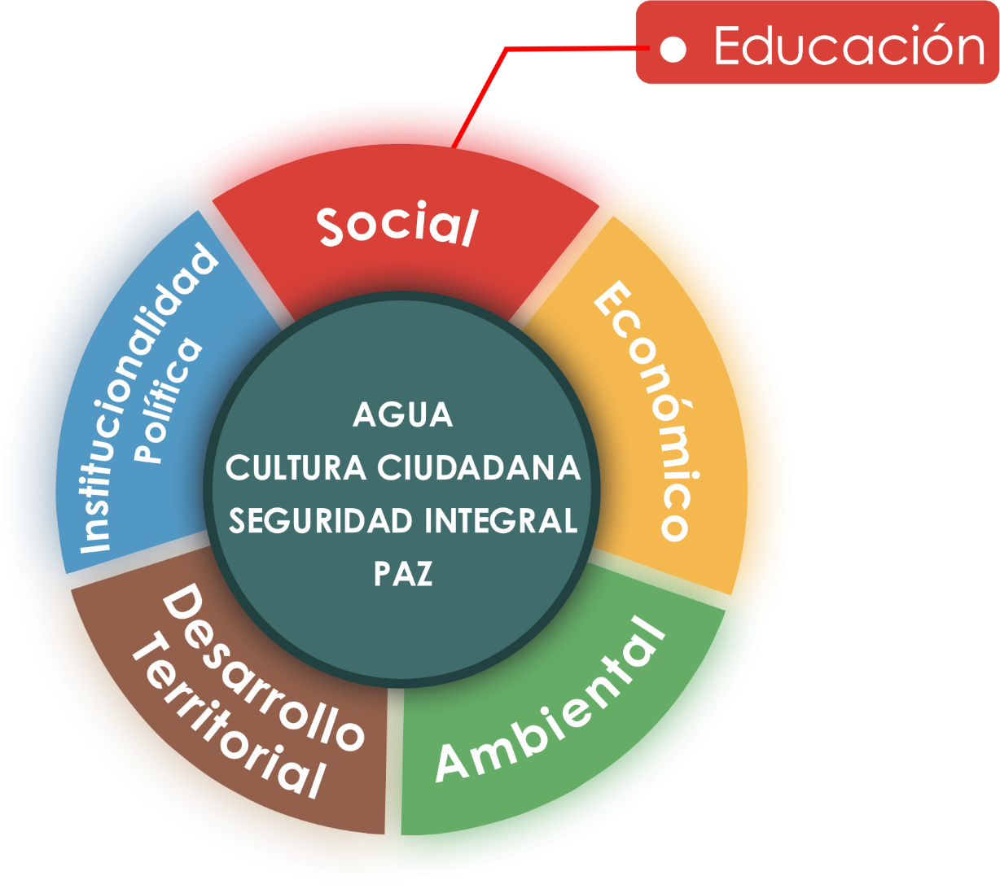 Educación
Social
Económico
Ambiental
Desarrollo
Territorial
Institucionalidad
Política
AGUA
CULTURA CIUDADANA
SEGURIDAD INTEGRAL
PAZ